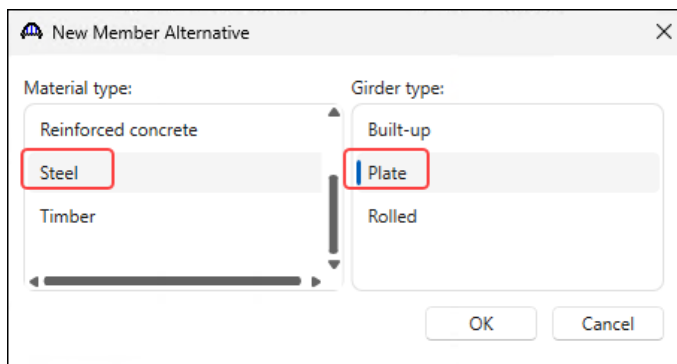 New Member Alternative
Material type:
Reinforced concrete
Steel
Timber
Girder type:
Built-up
Plate
Rolled
OK
Cancel